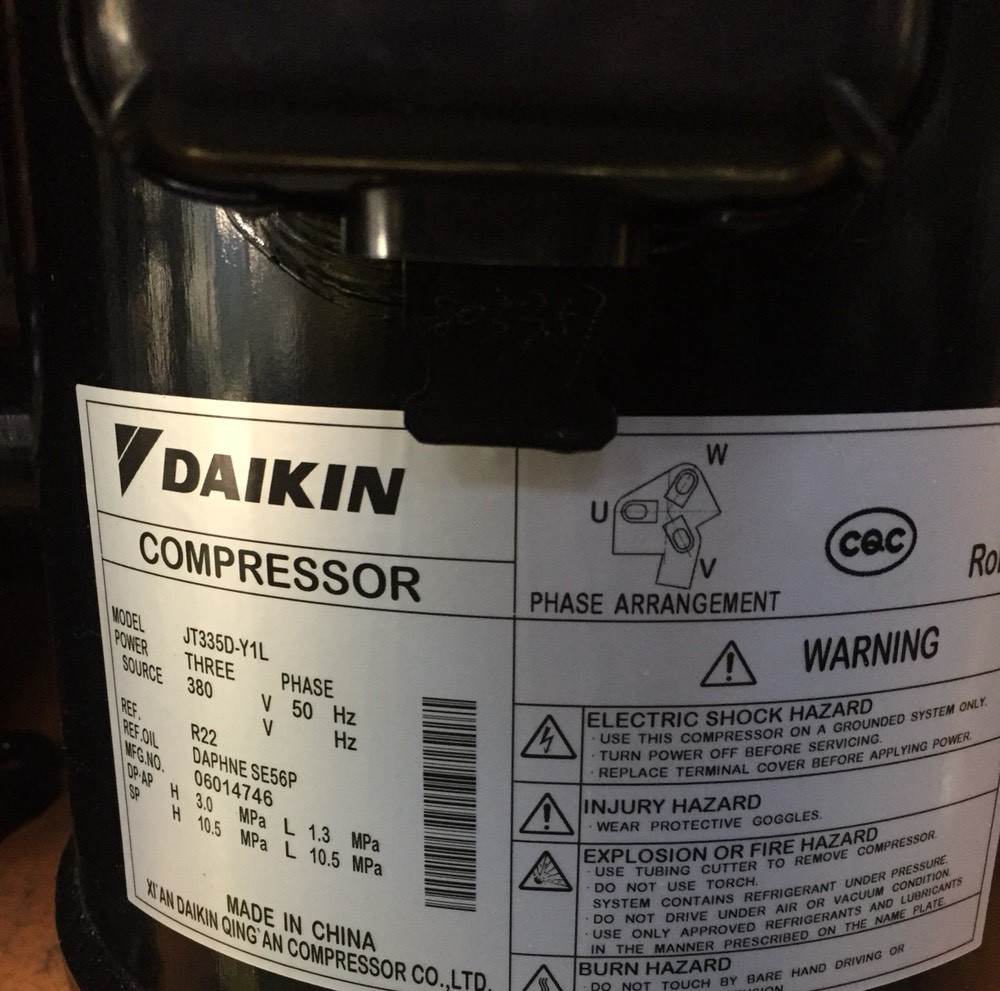 DAIKIN
COMPRESSOR
MODEL JT335D-Y1L
POWER THREE PHASE
SOURCE 380 V 50 Hz
V Hz
REF. R22
REF.OIL DAPHNE SE56P
MFG.NO. 06014746
DP·AP H 3.0 MPa L 1.3 MPa
SP H 10.5 MPa L 10.5 MPa
MADE IN CHINA
XI'AN DAIKIN QING'AN COMPRESSOR CO.,LTD.
W
U
V
PHASE ARRANGEMENT
CQC
WARNING
ELECTRIC SHOCK HAZARD
· USE THIS COMPRESSOR ON A GROUNDED SYSTEM ONLY.
· TURN POWER OFF BEFORE SERVICING.
· REPLACE TERMINAL COVER BEFORE APPLYING POWER.
INJURY HAZARD
· WEAR PROTECTIVE GOGGLES.
EXPLOSION OR FIRE HAZARD
· USE TUBING CUTTER TO REMOVE COMPRESSOR.
· DO NOT USE TORCH.
SYSTEM CONTAINS REFRIGERANT UNDER PRESSURE.
· DO NOT DRIVE UNDER AIR OR VACUUM CONDITION.
· USE ONLY APPROVED REFRIGERANTS AND LUBRICANTS
IN THE MANNER PRESCRIBED ON THE NAME PLATE.
BURN HAZARD
· DO NOT TOUCH BY BARE HAND DRIVING OR